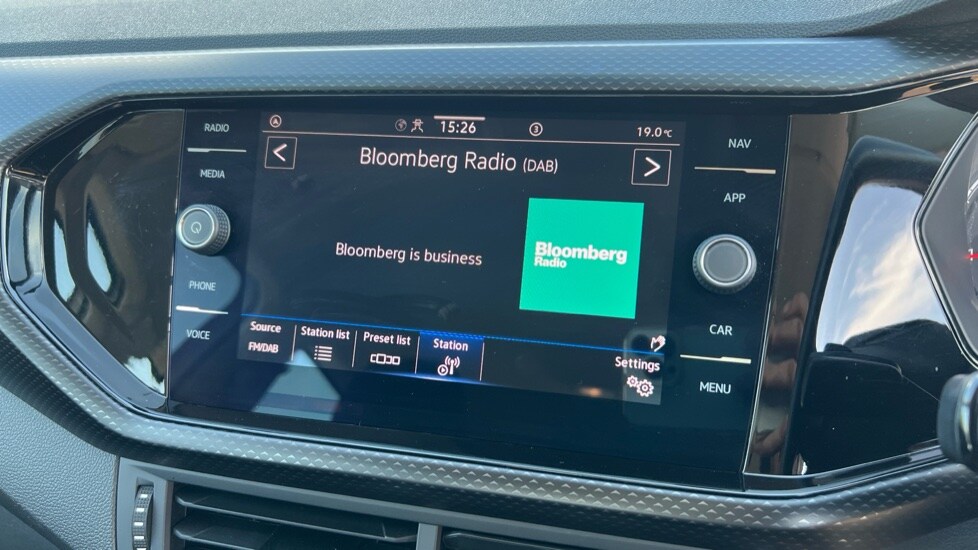 RADIO
MEDIA
PHONE
VOICE
A
15:26
3
19.0°C
Bloomberg Radio (DAB)
Bloomberg is business
Bloomberg
Radio
Source
FM/DAB
Station list
Preset list
Station
Settings
NAV
APP
CAR
MENU